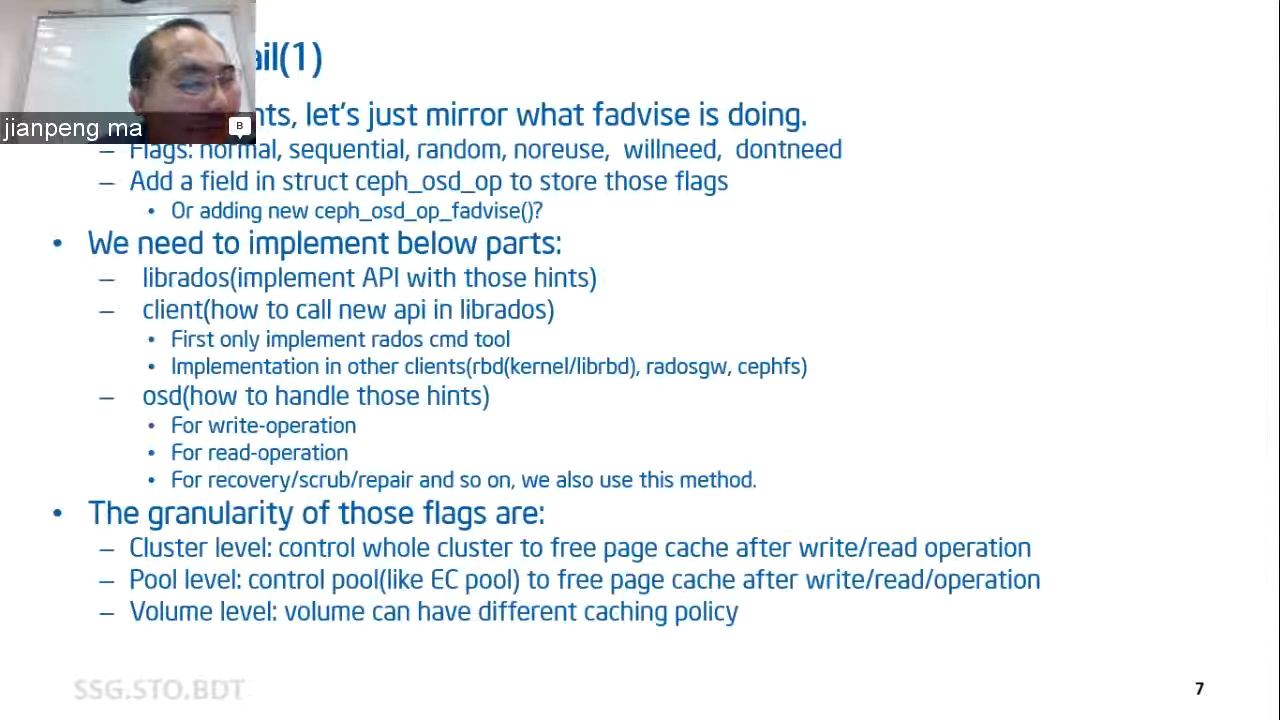 ail(1)
nts, let's just mirror what fadvise is doing.
jianpeng ma
B
– Flags: normal, sequential, random, noreuse, willneed, dontneed
– Add a field in struct ceph_osd_op to store those flags
• Or adding new ceph_osd_op_fadvise()?
• We need to implement below parts:
– librados(implement API with those hints)
– client(how to call new api in librados)
• First only implement rados cmd tool
• Implementation in other clients(rbd(kernel/librbd), radosgw, cephfs)
– osd(how to handle those hints)
• For write-operation
• For read-operation
• For recovery/scrub/repair and so on, we also use this method.
• The granularity of those flags are:
– Cluster level: control whole cluster to free page cache after write/read operation
– Pool level: control pool(like EC pool) to free page cache after write/read/operation
– Volume level: volume can have different caching policy
SSG.STO.BDT
7